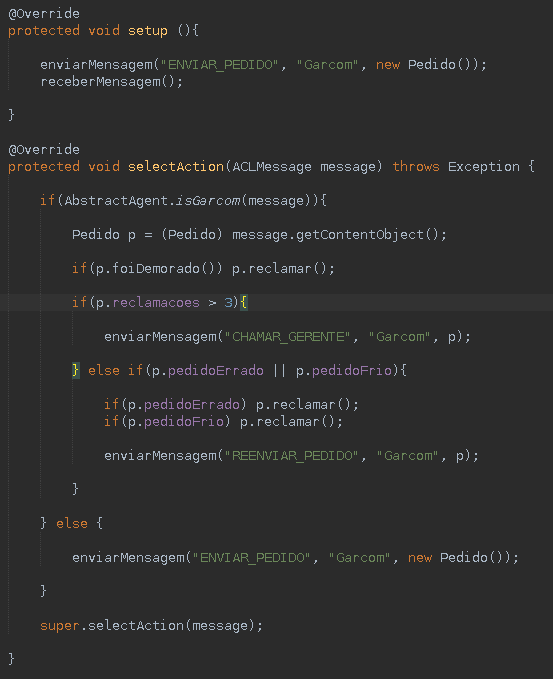 @Override
protected void setup (){
enviarMensagem("ENVIAR_PEDIDO", "Garcom", new Pedido());
receberMensagem();
}
@Override
protected void selectAction(ACLMessage message) throws Exception {
if(AbstractAgent.isGarcom(message)){
Pedido p = (Pedido) message.getContentObject();
if(p.foiDemorado()) p.reclamar();
if(p.reclamacoes > 3){
enviarMensagem("CHAMAR_GERENTE", "Garcom", p);
} else if(p.pedidoErrado || p.pedidoFrio){
if(p.pedidoErrado) p.reclamar();
if(p.pedidoFrio) p.reclamar();
enviarMensagem("REENVIAR_PEDIDO", "Garcom", p);
}
} else {
enviarMensagem("ENVIAR_PEDIDO", "Garcom", new Pedido());
}
super.selectAction(message);
}